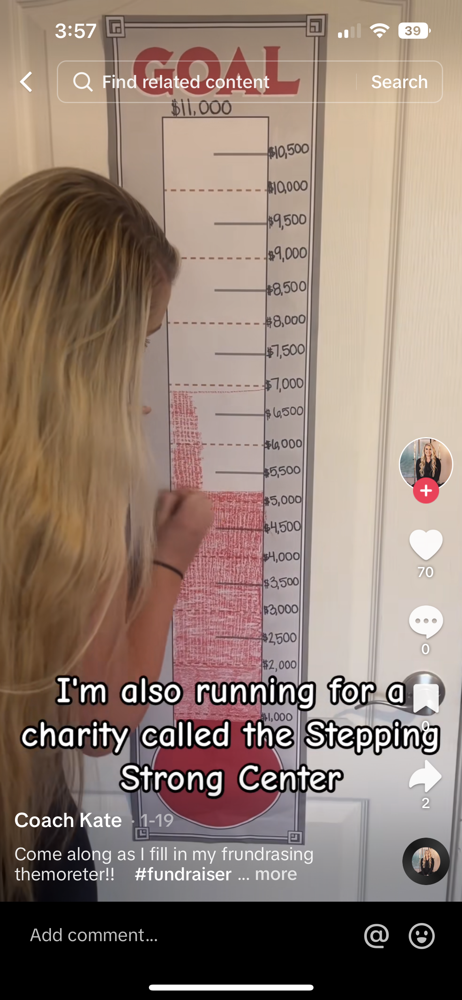 3:57
39
GOAL
Find related content
Search
$11,000
$10,500
$10,000
$9,500
$9,000
$8,500
$8,000
$7,500
$7,000
$6,500
$6,000
$5,500
$5,000
$4,500
$4,000
$3,500
$3,000
$2,500
$2,000
$1,000
70
0
0
2
I'm also running for a
charity called the Stepping
Strong Center
Coach Kate · 1-19
Come along as I fill in my frundrasing
themoreter!! #fundraiser ... more
Add comment...
@